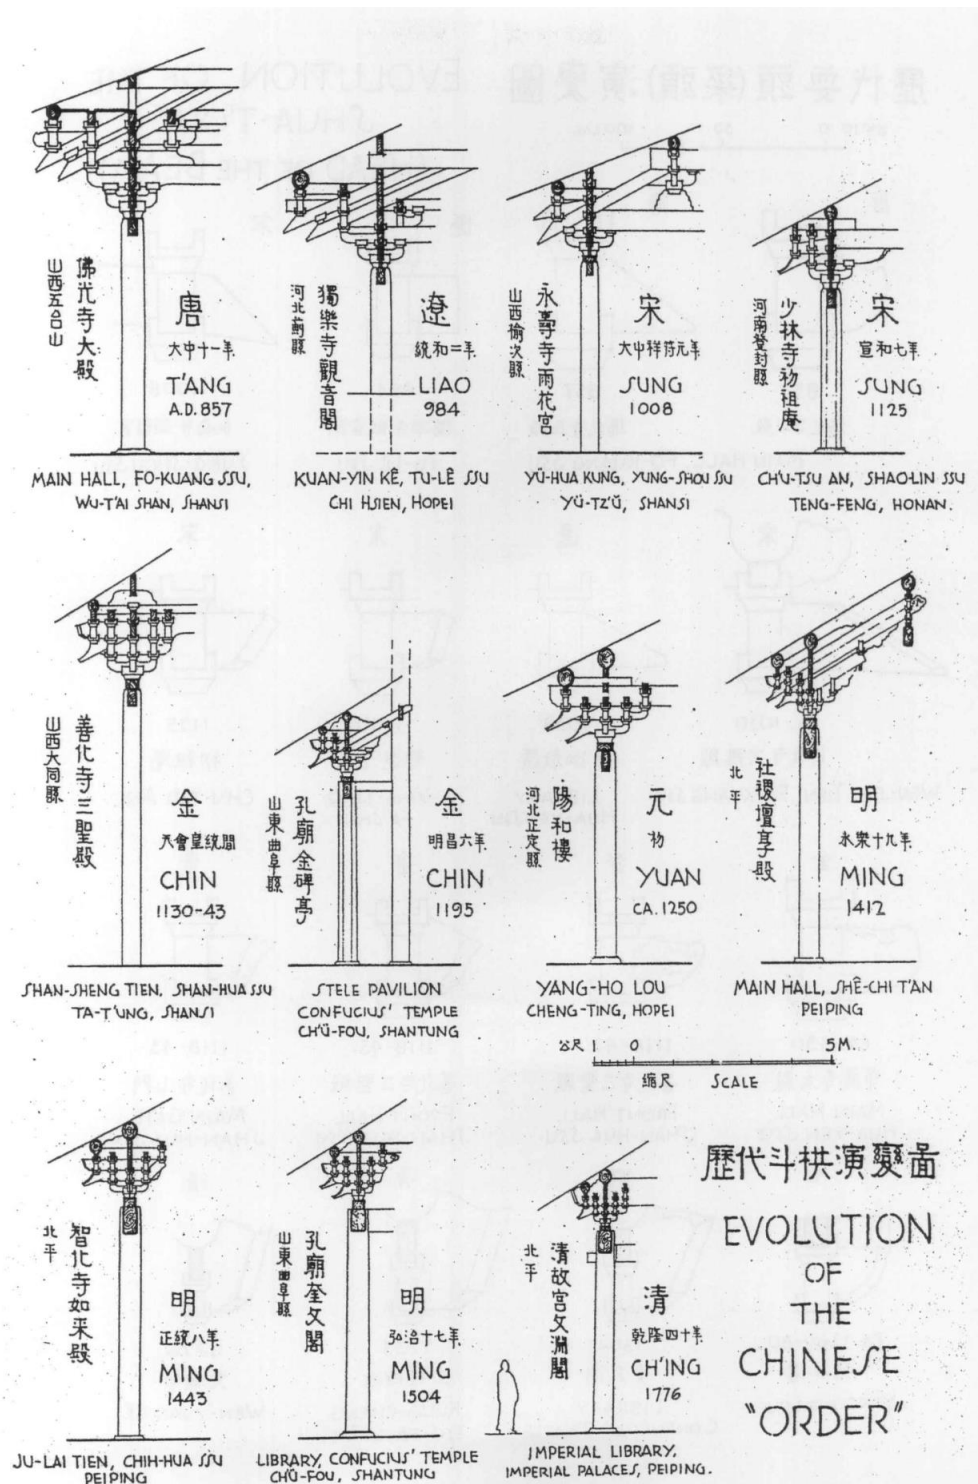 佛光寺大殿
山西五台山
唐
大中十一年
T'ANG
A.D. 857
MAIN HALL, FO-KUANG SSU,
WU-T'AI SHAN, SHANSI
獨樂寺觀音閣
河北薊縣
遼
統和二年
LIAO
984
KUAN-YIN KÊ, TU-LÊ SSU
CHI HSIEN, HOPEI
永壽寺雨花宮
山西榆次縣
宋
大中祥符元年
SUNG
1008
YÜ-HUA KUNG, YUNG-SHOU SSU
YÜ-TZ'Ü, SHANSI
少林寺初祖庵
河南登封縣
宋
宣和七年
SUNG
1125
CH'U-TSU AN, SHAO-LIN SSU
TENG-FENG, HONAN.
善化寺三聖殿
山西大同縣
金
天會皇統間
CHIN
1130-43
SHAN-SHENG TIEN, SHAN-HUA SSU
TA-T'UNG, SHANSI
孔廟金碑亭
山東曲阜縣
金
明昌六年
CHIN
1195
STELE PAVILION
CONFUCIUS' TEMPLE
CH'Ü-FOU, SHANTUNG
陽和樓
河北正定縣
元
初
YUAN
CA. 1250
YANG-HO LOU
CHENG-TING, HOPEI
社稷壇享殿
北平
明
永樂十九年
MING
1412
MAIN HALL, SHÊ-CHI T'AN
PEIPING
公尺 1 0 5 M.
縮尺 SCALE
智化寺如来殿
北平
明
正統八年
MING
1443
JU-LAI TIEN, CHIH-HUA SSU
PEIPING
孔廟奎文閣
山東曲阜縣
明
弘治十七年
MING
1504
LIBRARY, CONFUCIUS' TEMPLE
CHÜ-FOU, SHANTUNG
清故宮文淵閣
北平
清
乾隆四十年
CH'ING
1776
IMPERIAL LIBRARY,
IMPERIAL PALACES, PEIPING.
歷代斗拱演變圖
EVOLUTION
OF
THE
CHINESE
"ORDER"